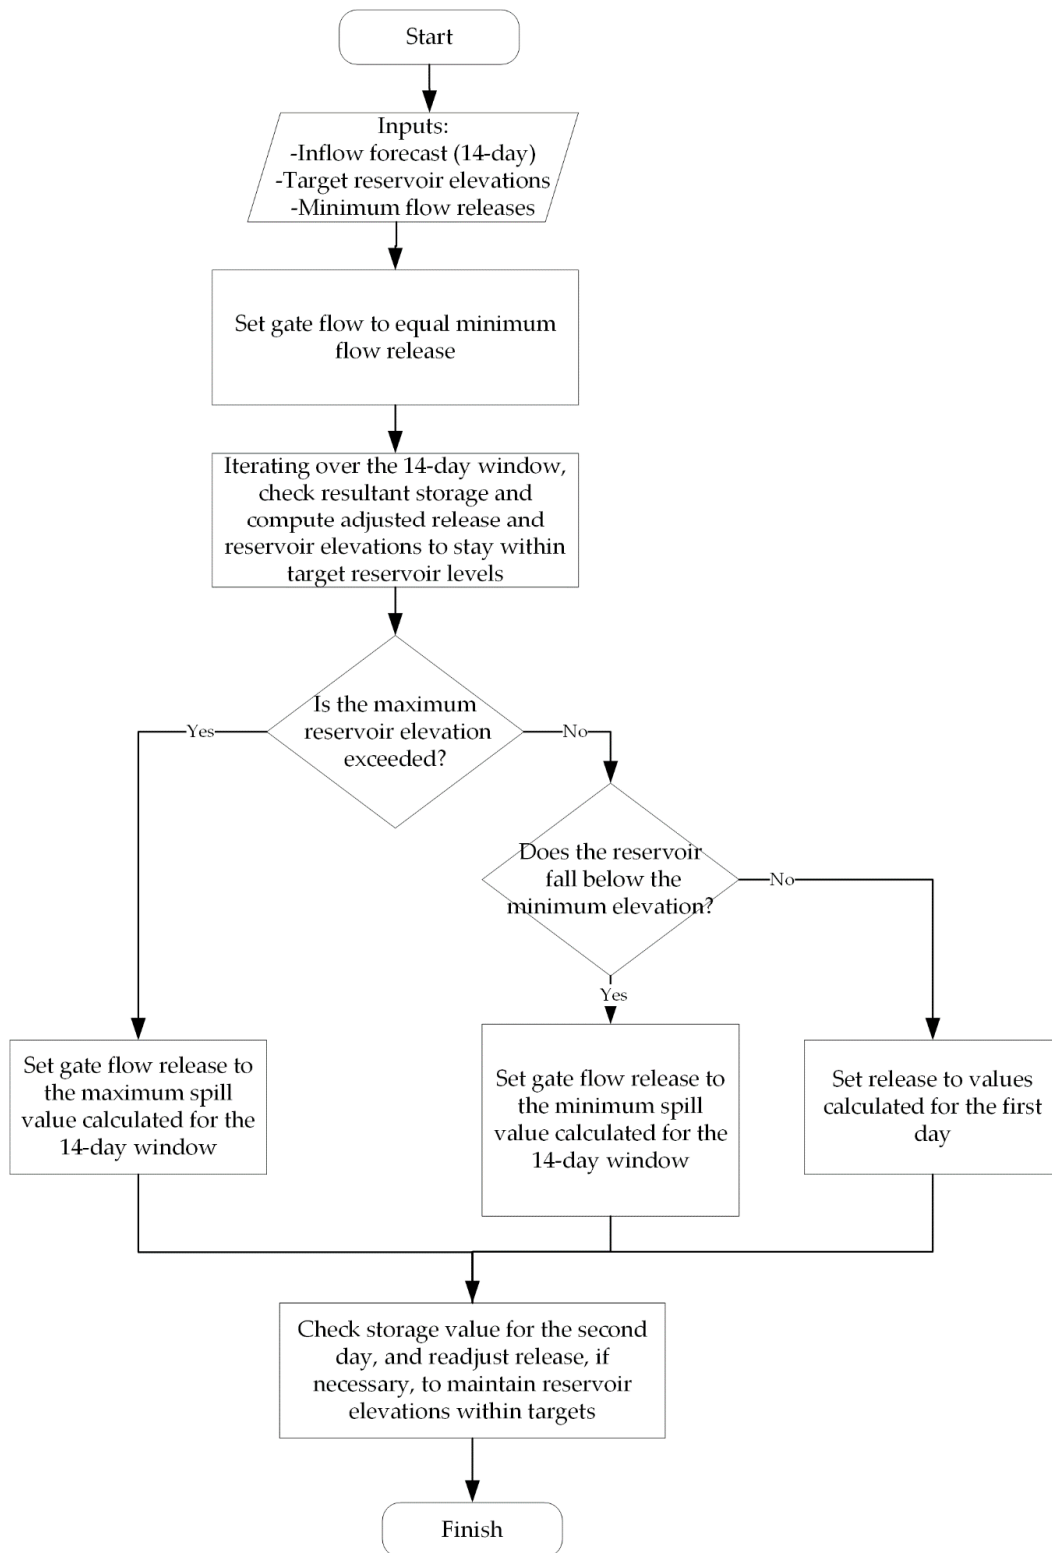 Start
Inputs:
-Inflow forecast (14-day)
-Target reservoir elevations
-Minimum flow releases
Set gate flow to equal minimum
flow release
Iterating over the 14-day window,
check resultant storage and
compute adjusted release and
reservoir elevations to stay within
target reservoir levels
Is the maximum
reservoir elevation
exceeded?
Yes
No
Does the reservoir
fall below the
minimum elevation?
No
Yes
Set gate flow release to
the maximum spill
value calculated for the
14-day window
Set gate flow release to
the minimum spill
value calculated for the
14-day window
Set release to values
calculated for the first
day
Check storage value for the second
day, and readjust release, if
necessary, to maintain reservoir
elevations within targets
Finish